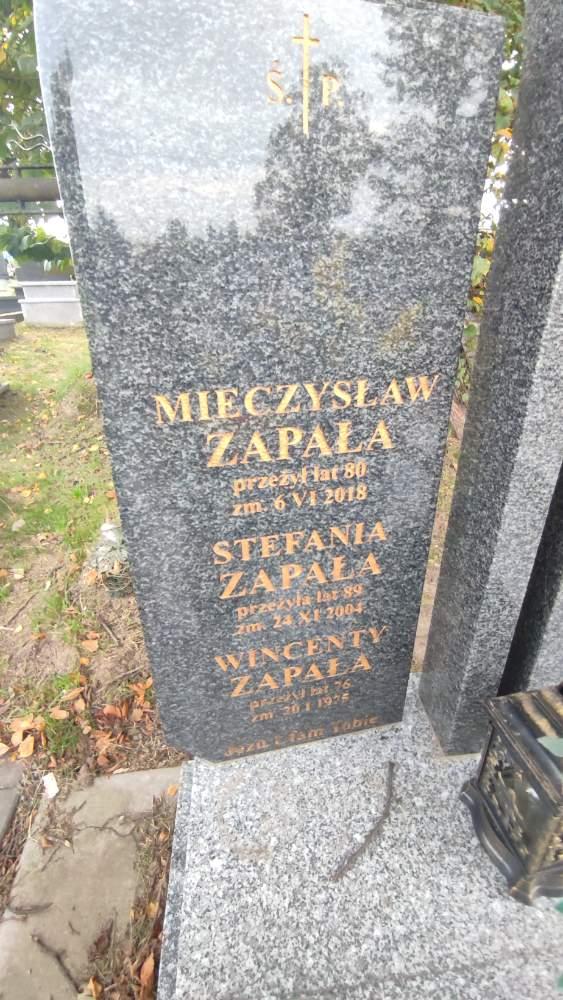 Ś. P.
MIECZYSŁAW
ZAPAŁA
przeżył lat 80
zm. 6 VI 2018
STEFANIA
ZAPAŁA
przeżyła lat 89
zm. 24 XI 2004
WINCENTY
ZAPAŁA
przeżył lat 76
zm. 20 I 1975
Jezu Ufam Tobie